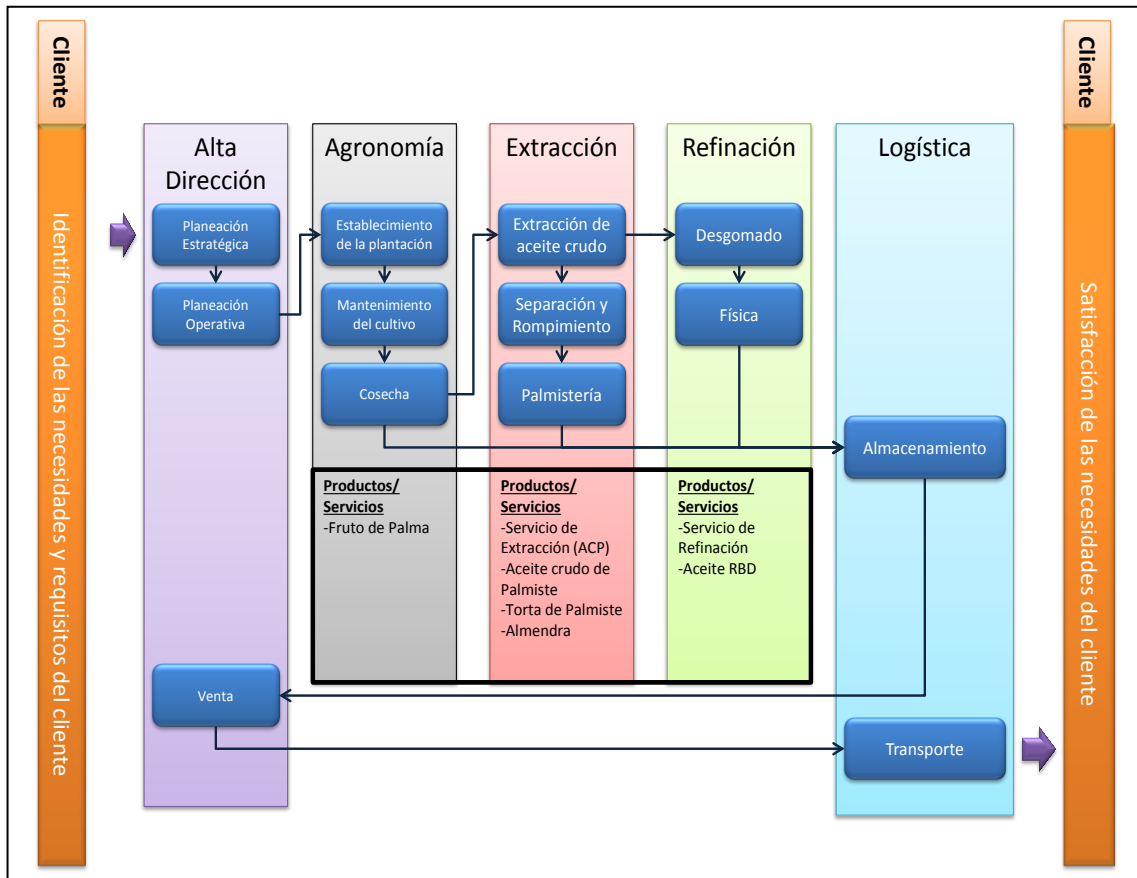 Cliente
Identificación de las necesidades y requisitos del cliente
Alta
Dirección
Planeación
Estratégica
Planeación
Operativa
Venta
Agronomía
Establecimiento
de la plantación
Mantenimiento
del cultivo
Cosecha
Productos/
Servicios
-Fruto de Palma
Extracción
Extracción de
aceite crudo
Separación y
Rompimiento
Palmistería
Productos/
Servicios
-Servicio de
Extracción (ACP)
-Aceite crudo de
Palmiste
-Torta de Palmiste
-Almendra
Refinación
Desgomado
Física
Productos/
Servicios
-Servicio de
Refinación
-Aceite RBD
Logística
Almacenamiento
Transporte
Cliente
Satisfacción de las necesidades del cliente